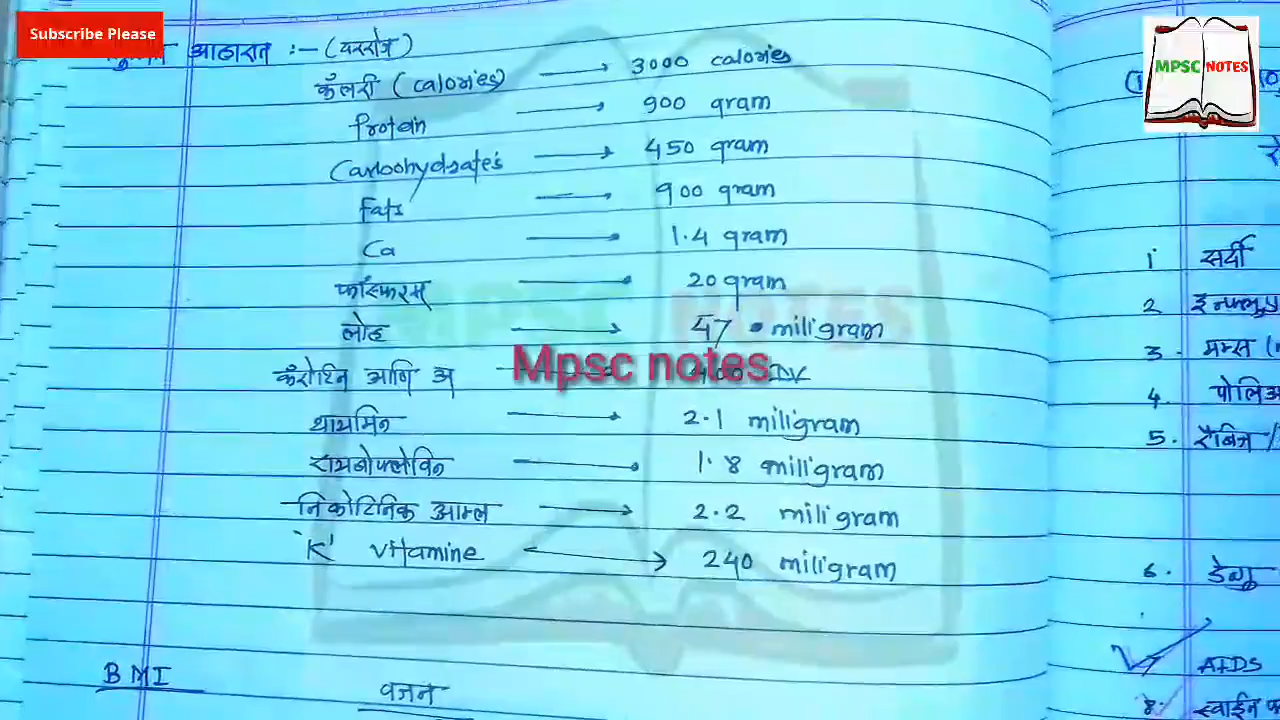 Subscribe Please
MPSC NOTES
आहारात :- (दररोज)
कॅलरी (calories) → 3000 calories
Protein → 900 gram
Carboohydrates → 450 gram
Fats → 900 gram
Ca → 1.4 gram
फॉस्फरस् → 20 gram
लोह → 47 miligram
Mpsc notes
कॅरोटिन आणि अ →
थायमिन → 2.1 miligram
रायबोफ्लेविन → 1.8 miligram
निकोटिनिक आम्ल → 2.2 miligram
'K' vitamine ↔ 240 miligram
BMI
वजन
1 सर्दी
2
3. मम्स
4.
5. रेबिज /
6. डेंग्यू
AIDS
8.